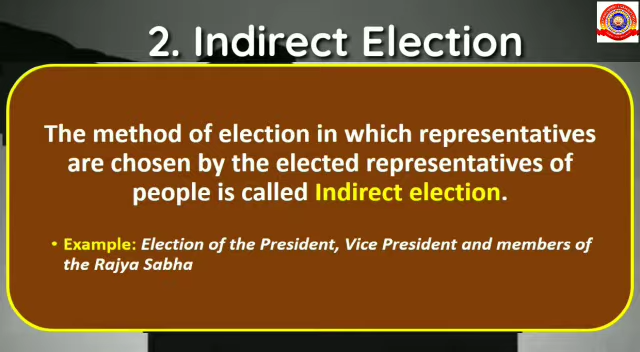 2. Indirect Election
The method of election in which representatives
are chosen by the elected representatives of
people is called Indirect election.
• Example: Election of the President, Vice President and members of
the Rajya Sabha